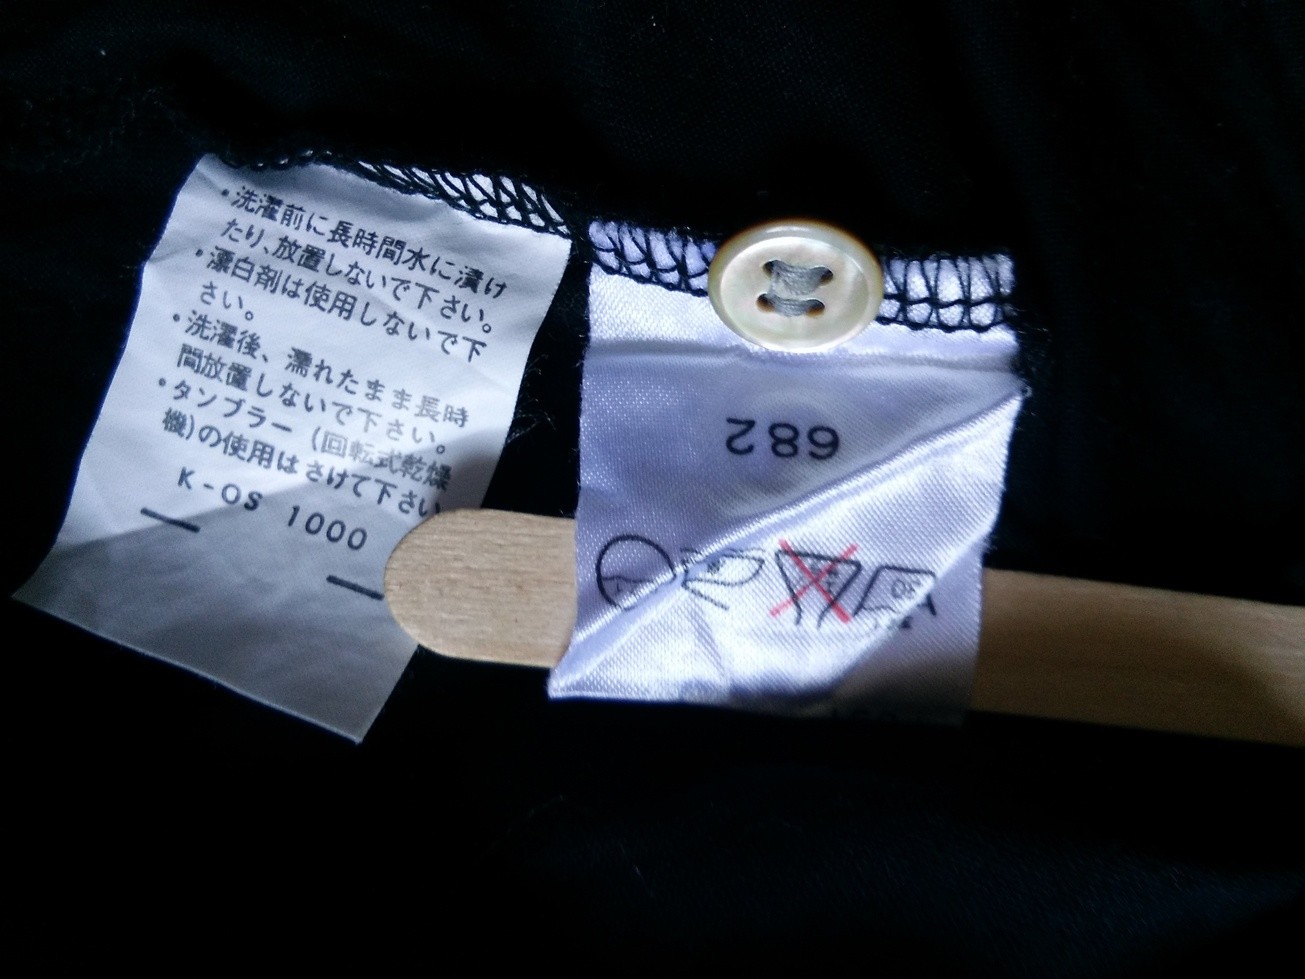 ・洗濯前に長時間水に漬け
たり、放置しないで下さい。
・漂白剤は使用しないで下
さい。
・洗濯後、濡れたまま長時
間放置しないで下さい。
・タンブラー (回転式乾燥
機)の使用はさけて下さい
K-OS 1000
682